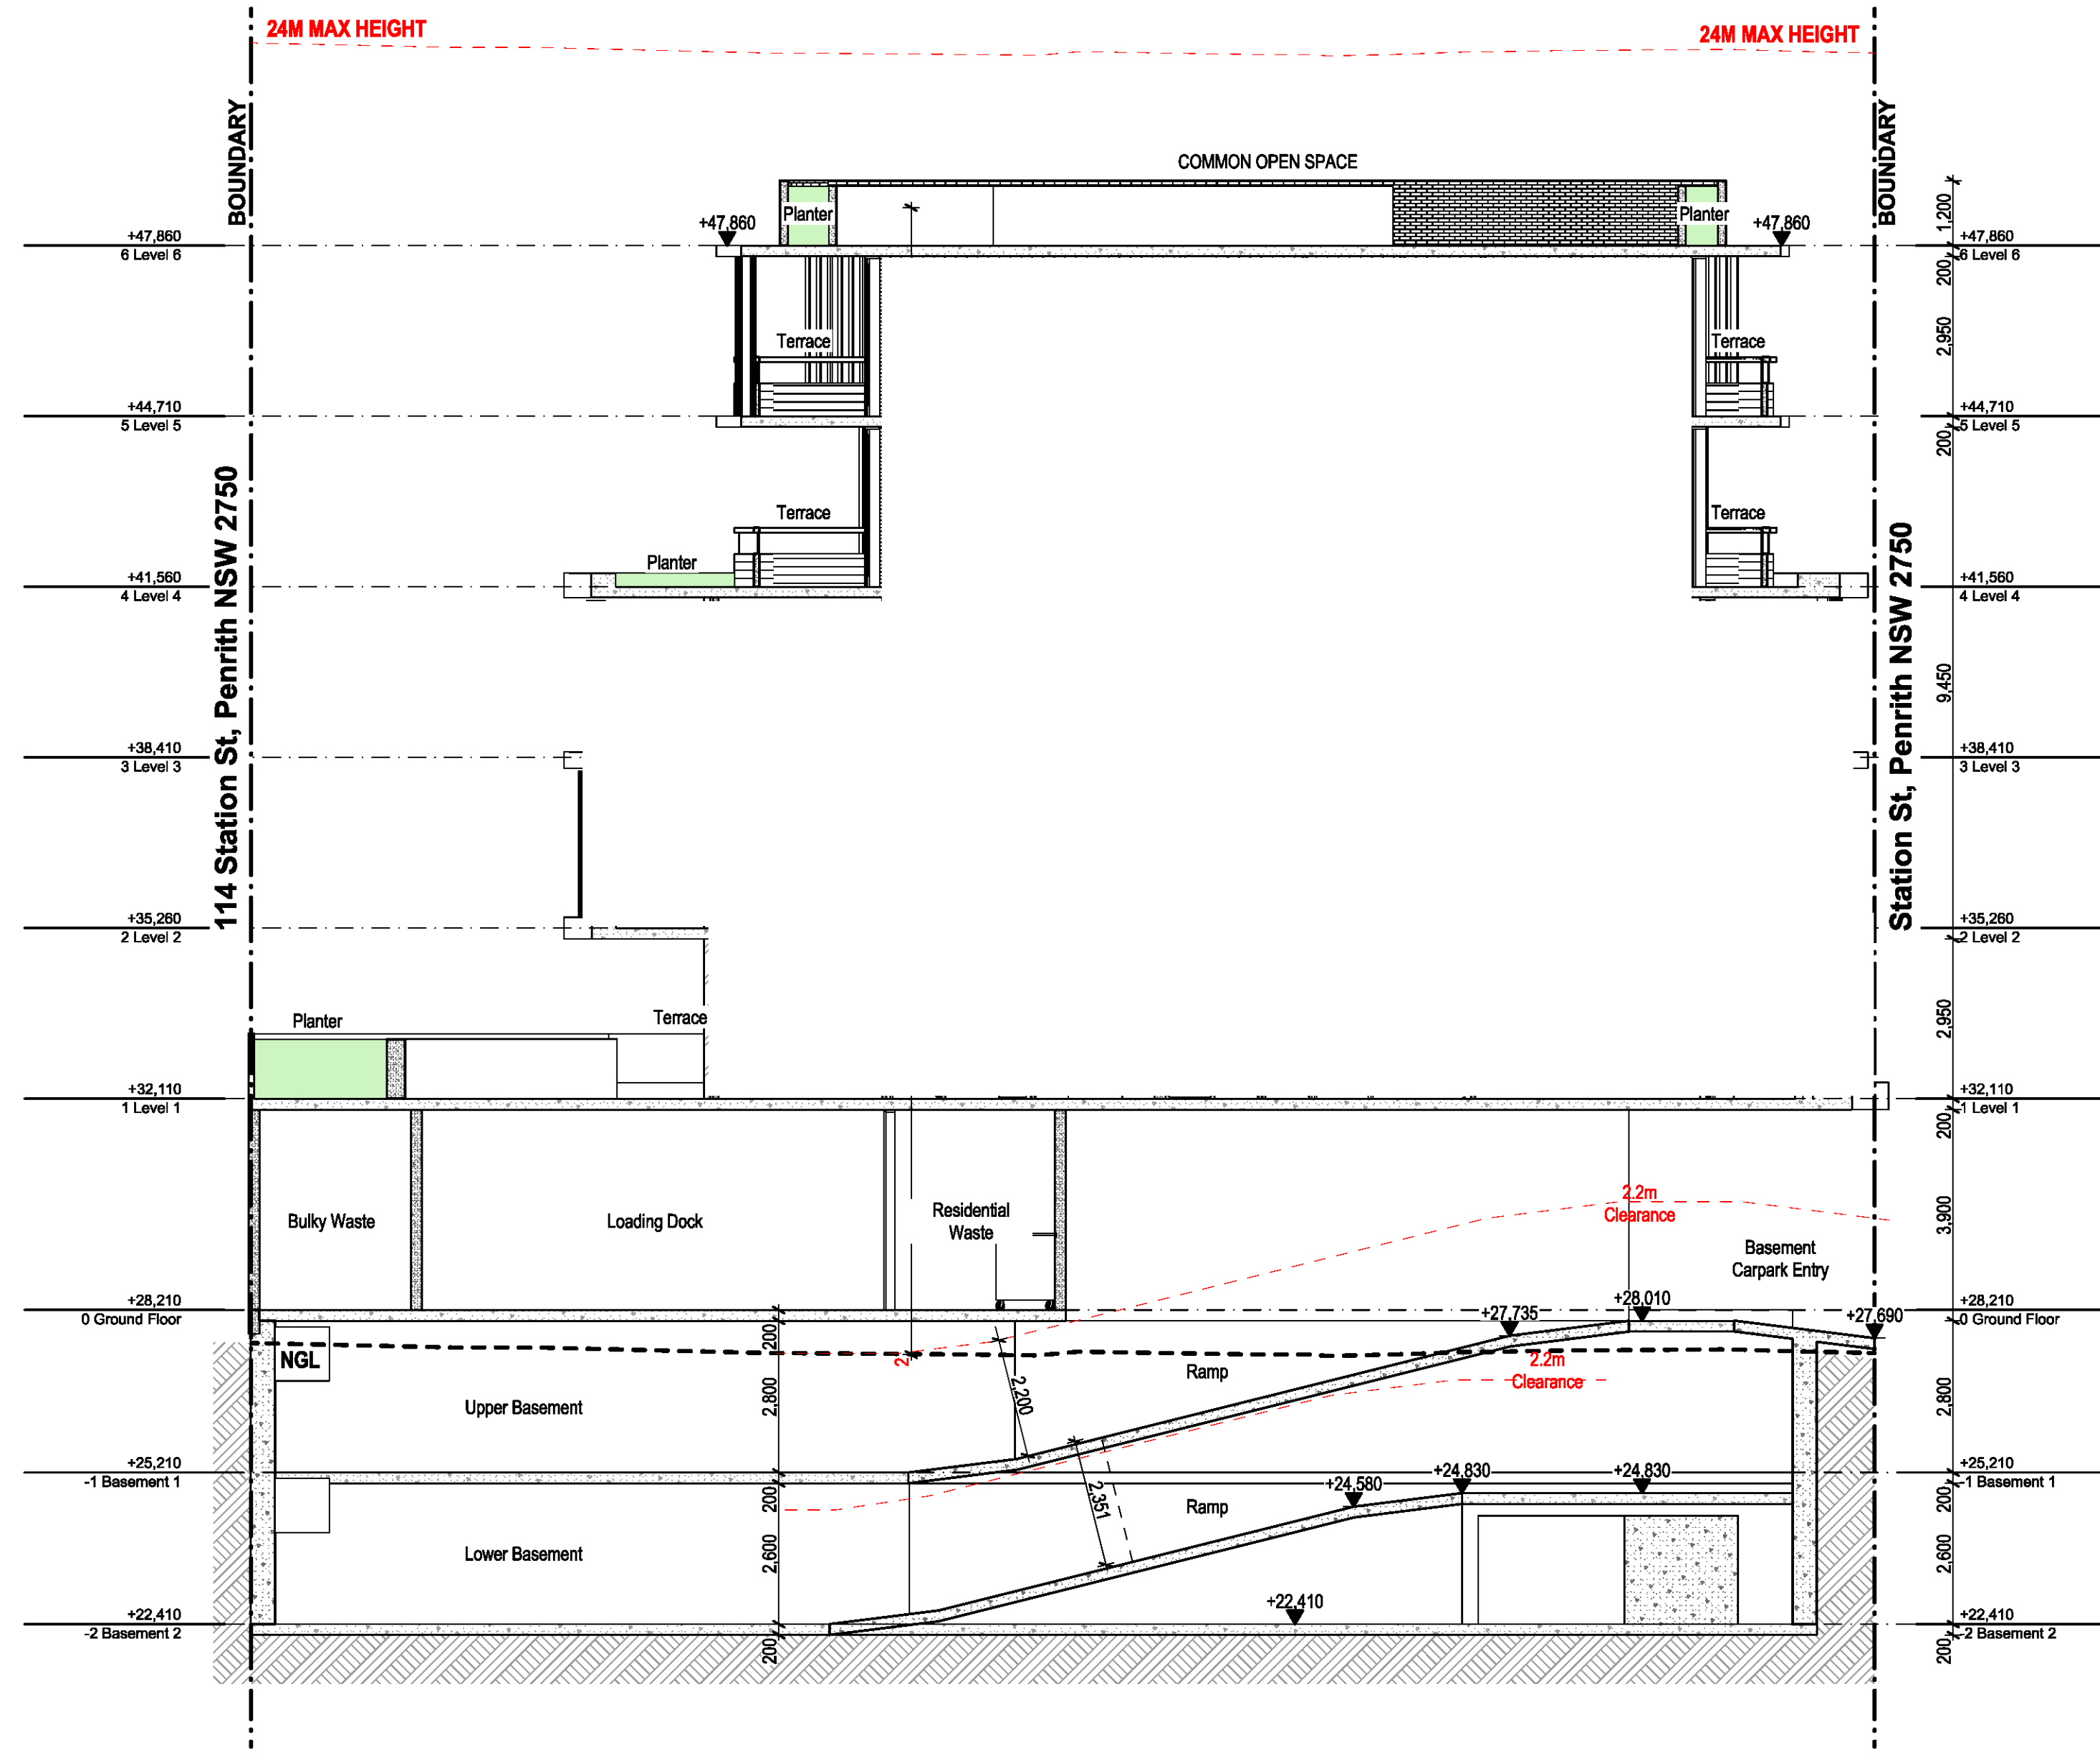 24M MAX HEIGHT
24M MAX HEIGHT
BOUNDARY
BOUNDARY
COMMON OPEN SPACE
Planter
Planter
+47,860
+47,860
+47,860
6 Level 6
+47,860
6 Level 6
1,200
200
2,950
Terrace
Terrace
+44,710
5 Level 5
+44,710
5 Level 5
200
114 Station St, Penrith NSW 2750
Station St, Penrith NSW 2750
Terrace
Terrace
Planter
+41,560
4 Level 4
+41,560
4 Level 4
9,450
+38,410
3 Level 3
+38,410
3 Level 3
+35,260
2 Level 2
+35,260
2 Level 2
2,950
Planter
Terrace
+32,110
1 Level 1
+32,110
1 Level 1
200
3,900
Bulky Waste
Loading Dock
Residential
Waste
2.2m
Clearance
Basement
Carpark Entry
+28,210
0 Ground Floor
+28,210
0 Ground Floor
+27,735
+28,010
+27,690
NGL
200
2
2.2m
Clearance
Ramp
2,200
2,800
2,800
Upper Basement
+25,210
-1 Basement 1
+25,210
-1 Basement 1
+24,580
+24,830
+24,830
200
200
2,351
Ramp
Lower Basement
2,600
2,600
+22,410
+22,410
-2 Basement 2
+22,410
-2 Basement 2
200
200